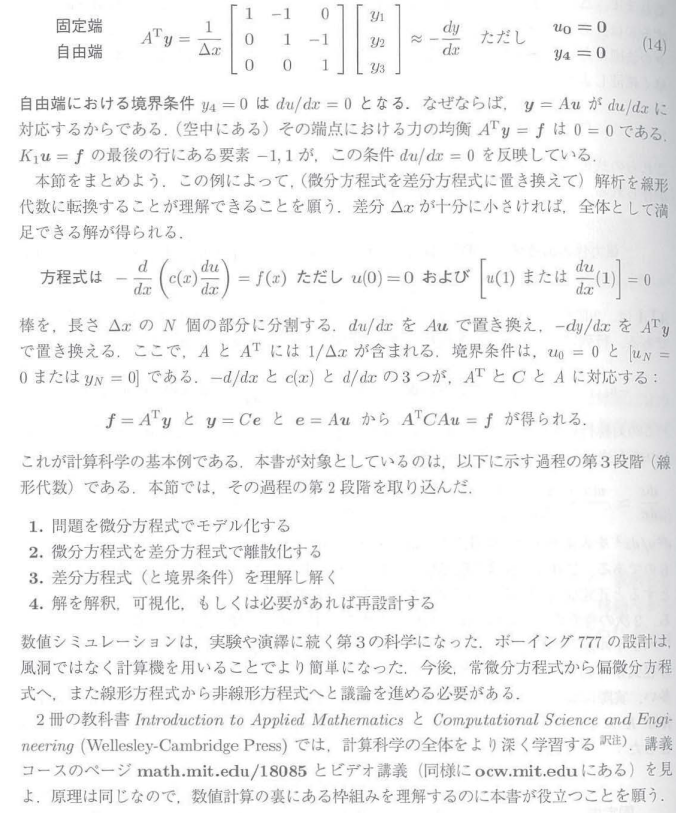 固定端
自由端
Aᵀy = 1/Δx [1 −1 0; 0 1 −1; 0 0 1] [y₁; y₂; y₃] ≈ −dy/dx ただし u₀ = 0 y₄ = 0 (14)
自由端における境界条件 y₄ = 0 は du/dx = 0 となる．なぜならば， y = Au が du/dx に
対応するからである．（空中にある）その端点における力の均衡 Aᵀy = f は 0 = 0 である．
K₁u = f の最後の行にある要素 −1, 1 が，この条件 du/dx = 0 を反映している．
本節をまとめよう．この例によって，（微分方程式を差分方程式に置き換えて）解析を線形
代数に転換することが理解できることを願う．差分 Δx が十分に小さければ，全体として満
足できる解が得られる．
方程式は −d/dx (c(x) du/dx) = f(x) ただし u(0) = 0 および [u(1) または du/dx(1)] = 0
棒を，長さ Δx の N 個の部分に分割する．du/dx を Au で置き換え，−dy/dx を Aᵀy
で置き換える．ここで，A と Aᵀ には 1/Δx が含まれる．境界条件は，u₀ = 0 と [u_N =
0 または y_N = 0] である．−d/dx と c(x) と d/dx の 3 つが，Aᵀ と C と A に対応する：
f = Aᵀy と y = Ce と e = Au から AᵀCAu = f が得られる．
これが計算科学の基本例である．本書が対象としているのは，以下に示す過程の第 3 段階（線
形代数）である．本節では，その過程の第 2 段階を取り込んだ．
1. 問題を微分方程式でモデル化する
2. 微分方程式を差分方程式で離散化する
3. 差分方程式（と境界条件）を理解し解く
4. 解を解釈，可視化，もしくは必要があれば再設計する
数値シミュレーションは，実験や演繹に続く第 3 の科学になった．ボーイング 777 の設計は，
風洞ではなく計算機を用いることでより簡単になった．今後，常微分方程式から偏微分方程
式へ，また線形方程式から非線形方程式へと議論を進める必要がある．
2 冊の教科書 Introduction to Applied Mathematics と Computational Science and Engi-
neering (Wellesley-Cambridge Press) では，計算科学の全体をより深く学習する 訳注)．講義
コースのページ math.mit.edu/18085 とビデオ講義（同様に ocw.mit.edu にある）を見
よ．原理は同じなので，数値計算の裏にある枠組みを理解するのに本書が役立つことを願う．